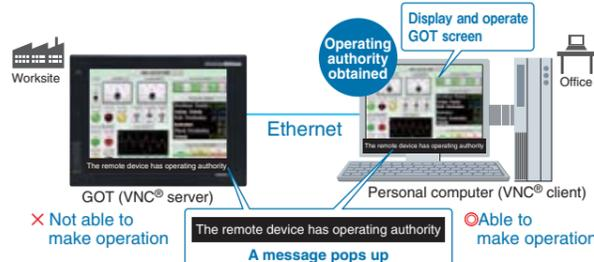 Display and operate
GOT screen
Operating
authority
obtained
Worksite
Office
Ethernet
The remote device has operating authority
The remote device has operating authority
GOT (VNC® server)
Personal computer (VNC® client)
× Not able to
make operation
The remote device has operating authority
A message pops up
◎Able to
make operation